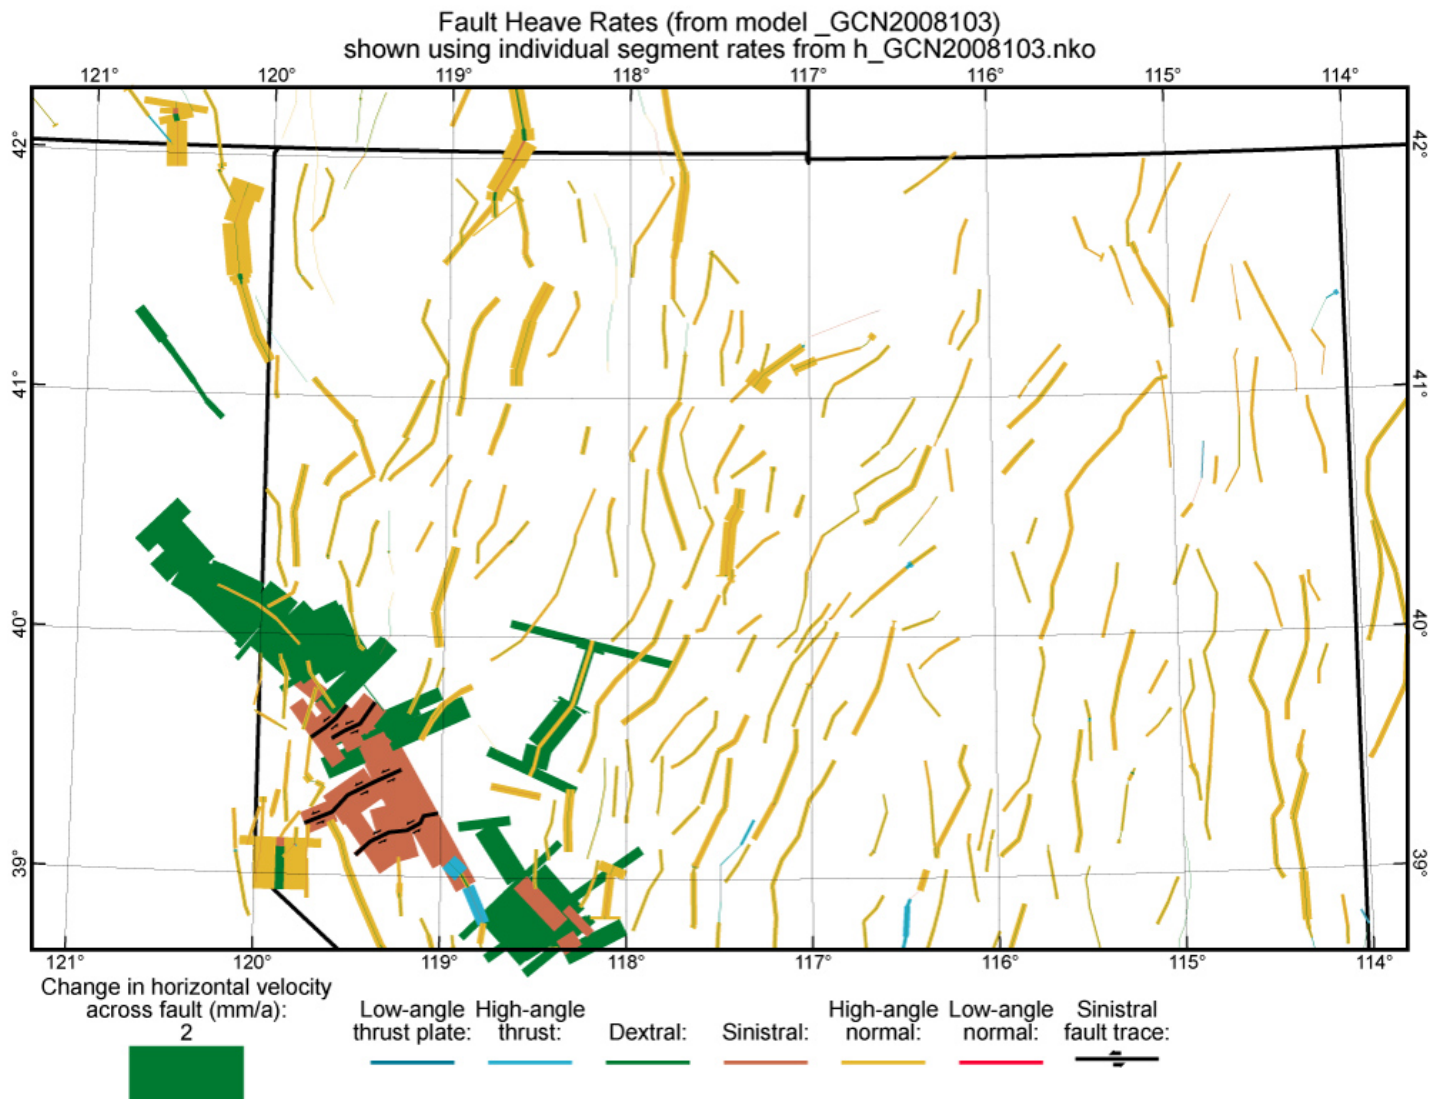 Fault Heave Rates (from model _GCN2008103)
shown using individual segment rates from h_GCN2008103.nko
121° 120° 119° 118° 117° 116° 115° 114°
42° 42°
41° 41°
40° 40°
39° 39°
121° 120° 119° 118° 117° 116° 115° 114°
Change in horizontal velocity
across fault (mm/a):
2
Low-angle
thrust plate:
High-angle
thrust:
Dextral:
Sinistral:
High-angle
normal:
Low-angle
normal:
Sinistral
fault trace: